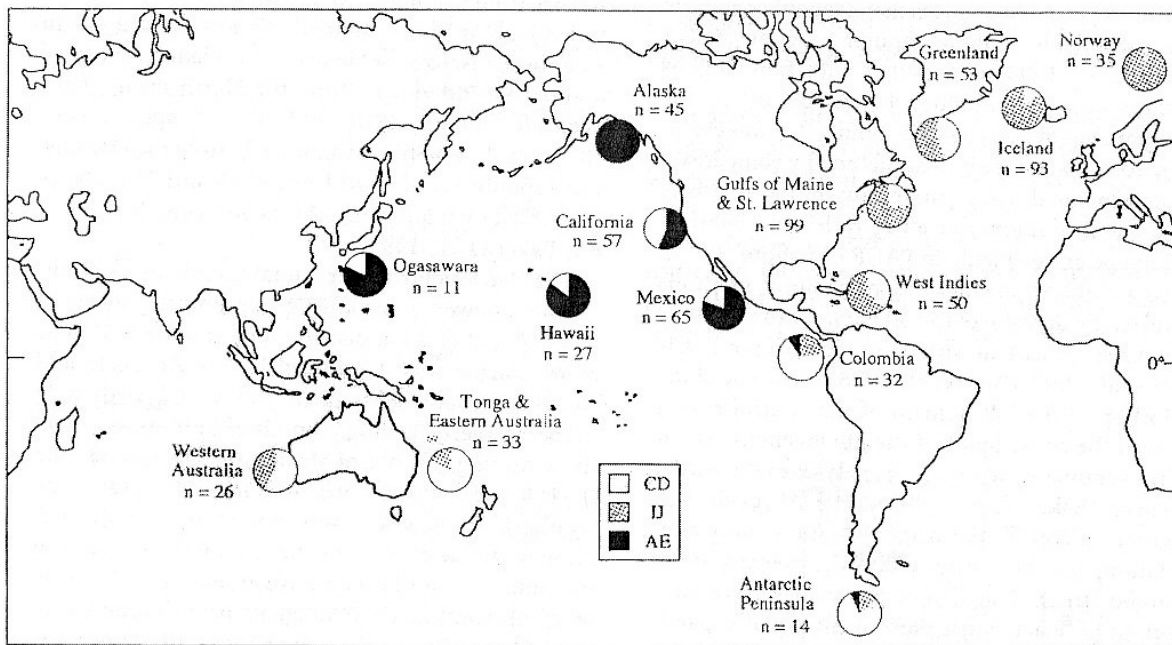 Greenland
n = 53
Norway
n = 35
Alaska
n = 45
Iceland
n = 93
Gulfs of Maine
& St. Lawrence
n = 99
California
n = 57
Ogasawara
n = 11
West Indies
n = 50
Mexico
n = 65
Hawaii
n = 27
Colombia
n = 32
0°
Tonga &
Eastern Australia
n = 33
Western
Australia
n = 26
CD
IJ
AE
Antarctic
Peninsula
n = 14